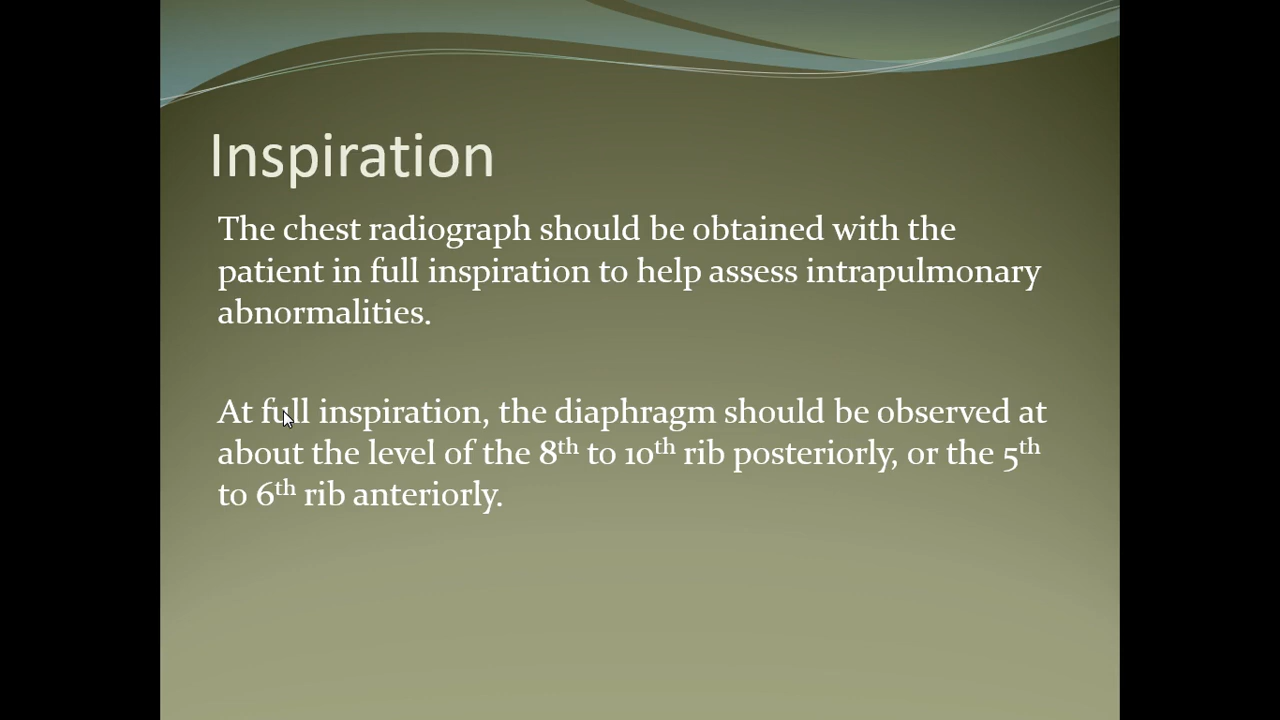 Inspiration
The chest radiograph should be obtained with the
patient in full inspiration to help assess intrapulmonary
abnormalities.
At full inspiration, the diaphragm should be observed at
about the level of the 8th to 10th rib posteriorly, or the 5th
to 6th rib anteriorly.